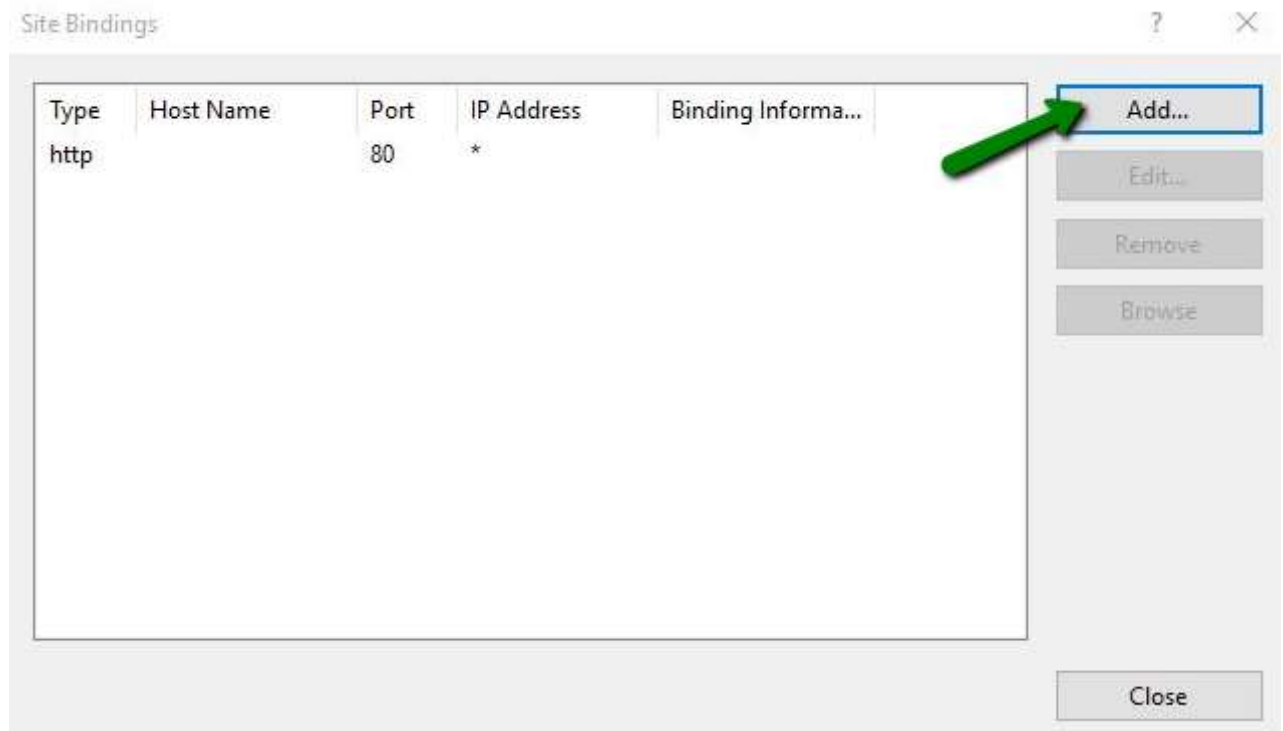 Site Bindings ?
Type Host Name Port IP Address Binding Informa... Add...
http 80 *
Edit...
Remove
Browse
Close